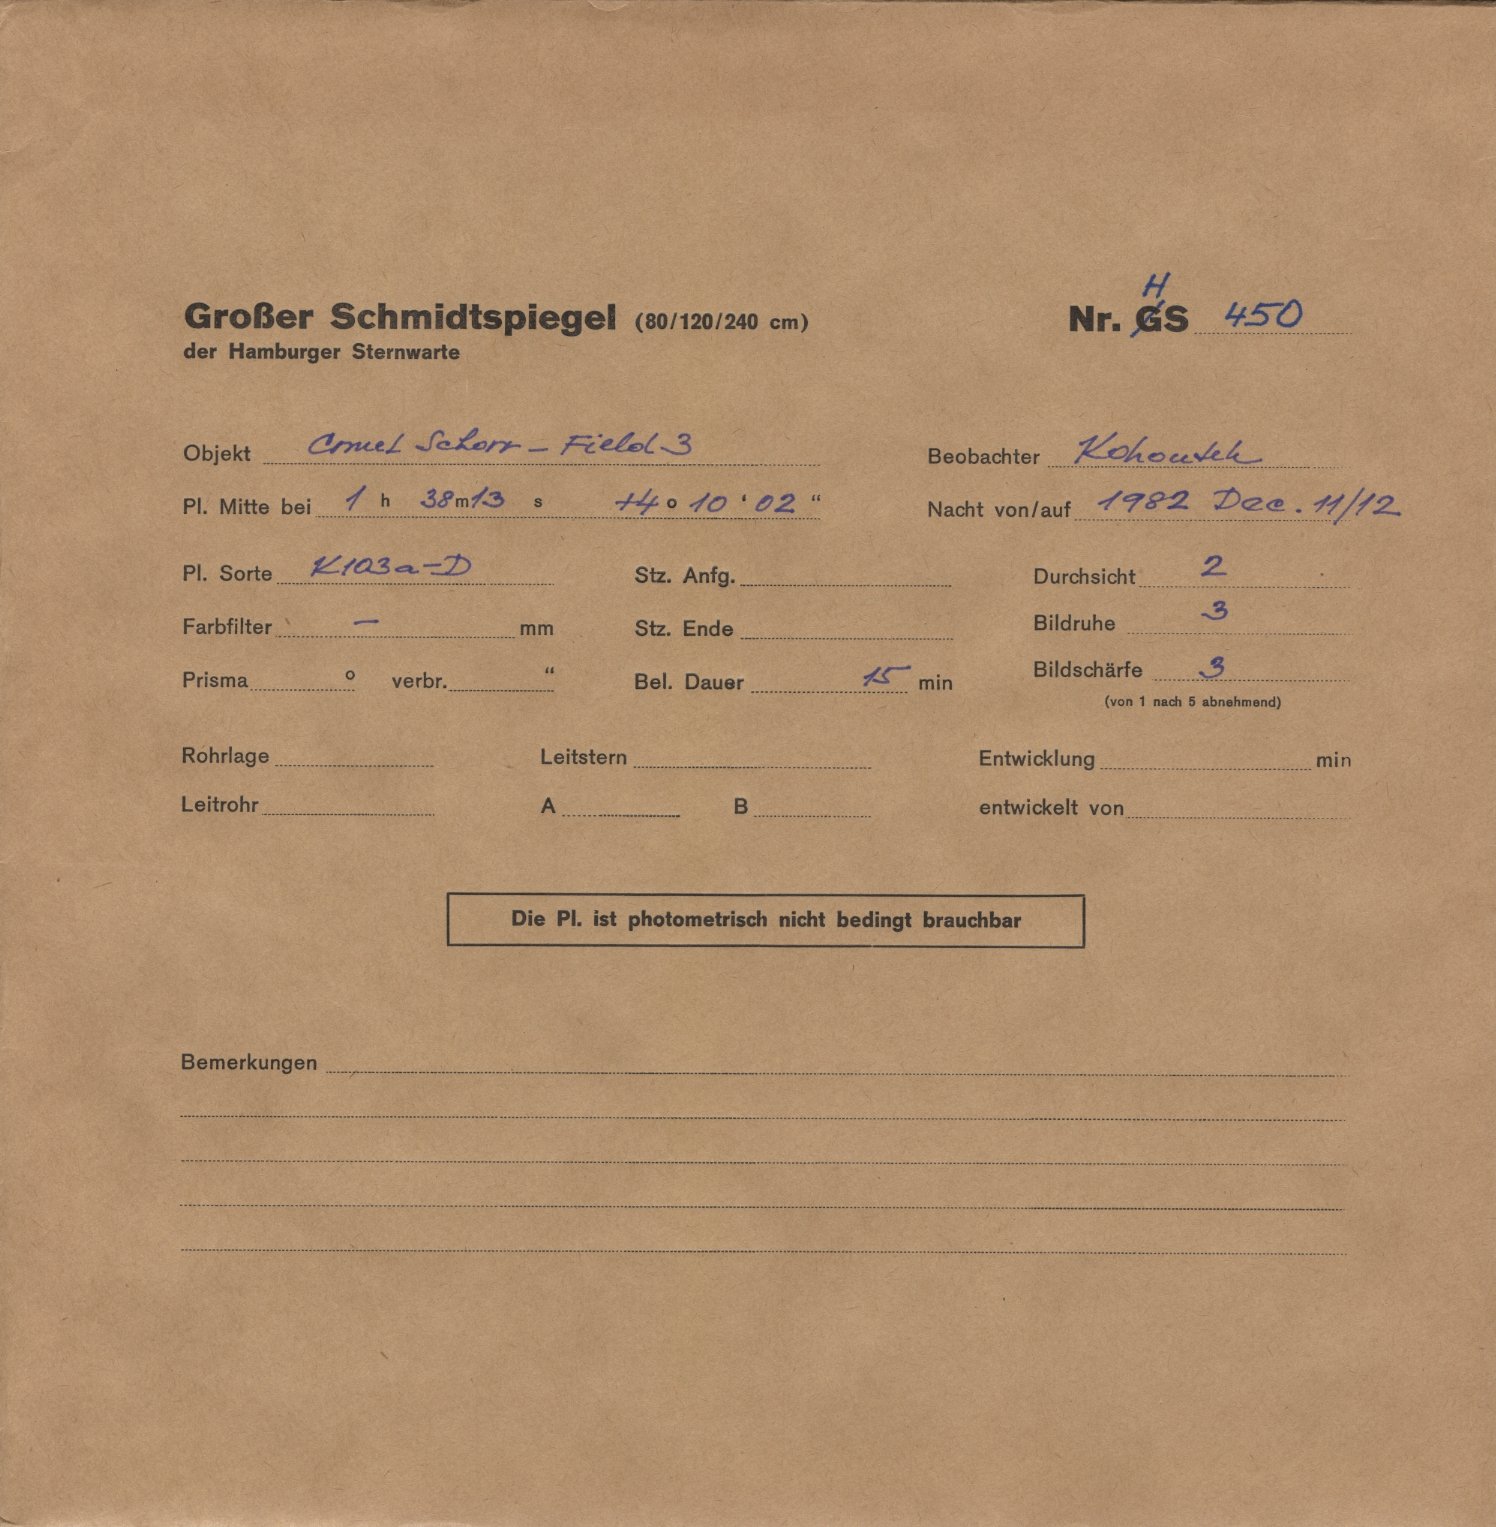 Großer Schmidtspiegel (80/120/240 cm)
der Hamburger Sternwarte
H
Nr. GS 450
Objekt Comet Schorr – Field 3
Beobachter Kohoutek
Pl. Mitte bei 1 h 38 m 13 s +4 o 10 ' 02 “
Nacht von/auf 1982 Dec. 11/12
Pl. Sorte K103a-D
Stz. Anfg.
Durchsicht 2
Farbfilter – mm
Stz. Ende
Bildruhe 3
Prisma o verbr. “
Bel. Dauer 15 min
Bildschärfe 3
(von 1 nach 5 abnehmend)
Rohrlage Leitstern Entwicklung min
Leitrohr A B entwickelt von
Die Pl. ist photometrisch nicht bedingt brauchbar
Bemerkungen